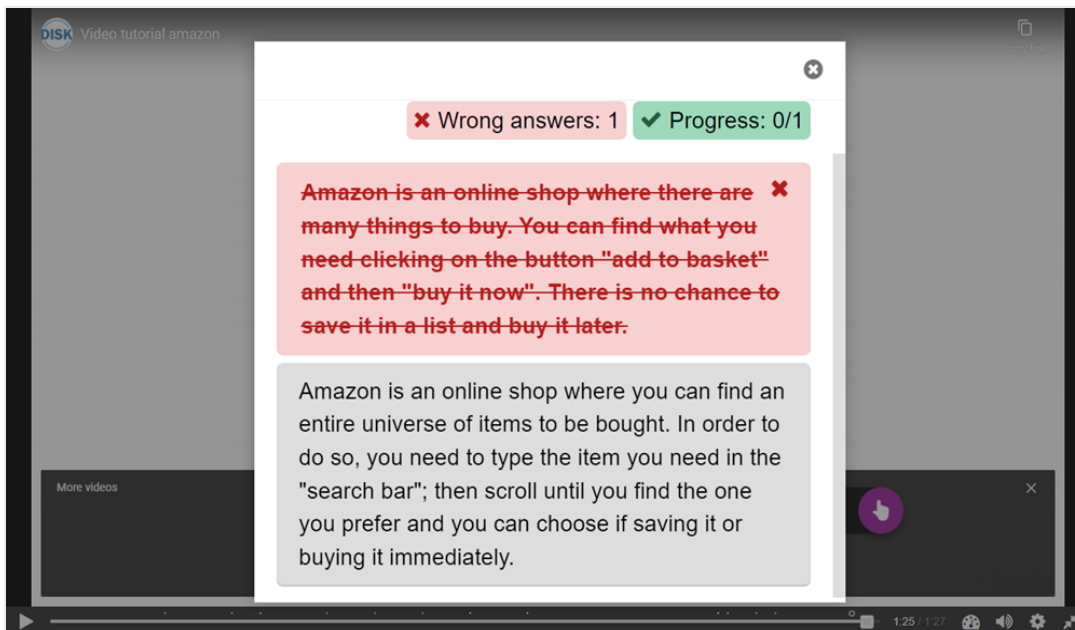 DISK Video tutorial amazon
Copy link
Wrong answers: 1 Progress: 0/1
Amazon is an online shop where there are
many things to buy. You can find what you
need clicking on the button "add to basket"
and then "buy it now". There is no chance to
save it in a list and buy it later.
Amazon is an online shop where you can find an
entire universe of items to be bought. In order to
do so, you need to type the item you need in the
"search bar"; then scroll until you find the one
you prefer and you can choose if saving it or
buying it immediately.
More videos
1:25 / 1:27